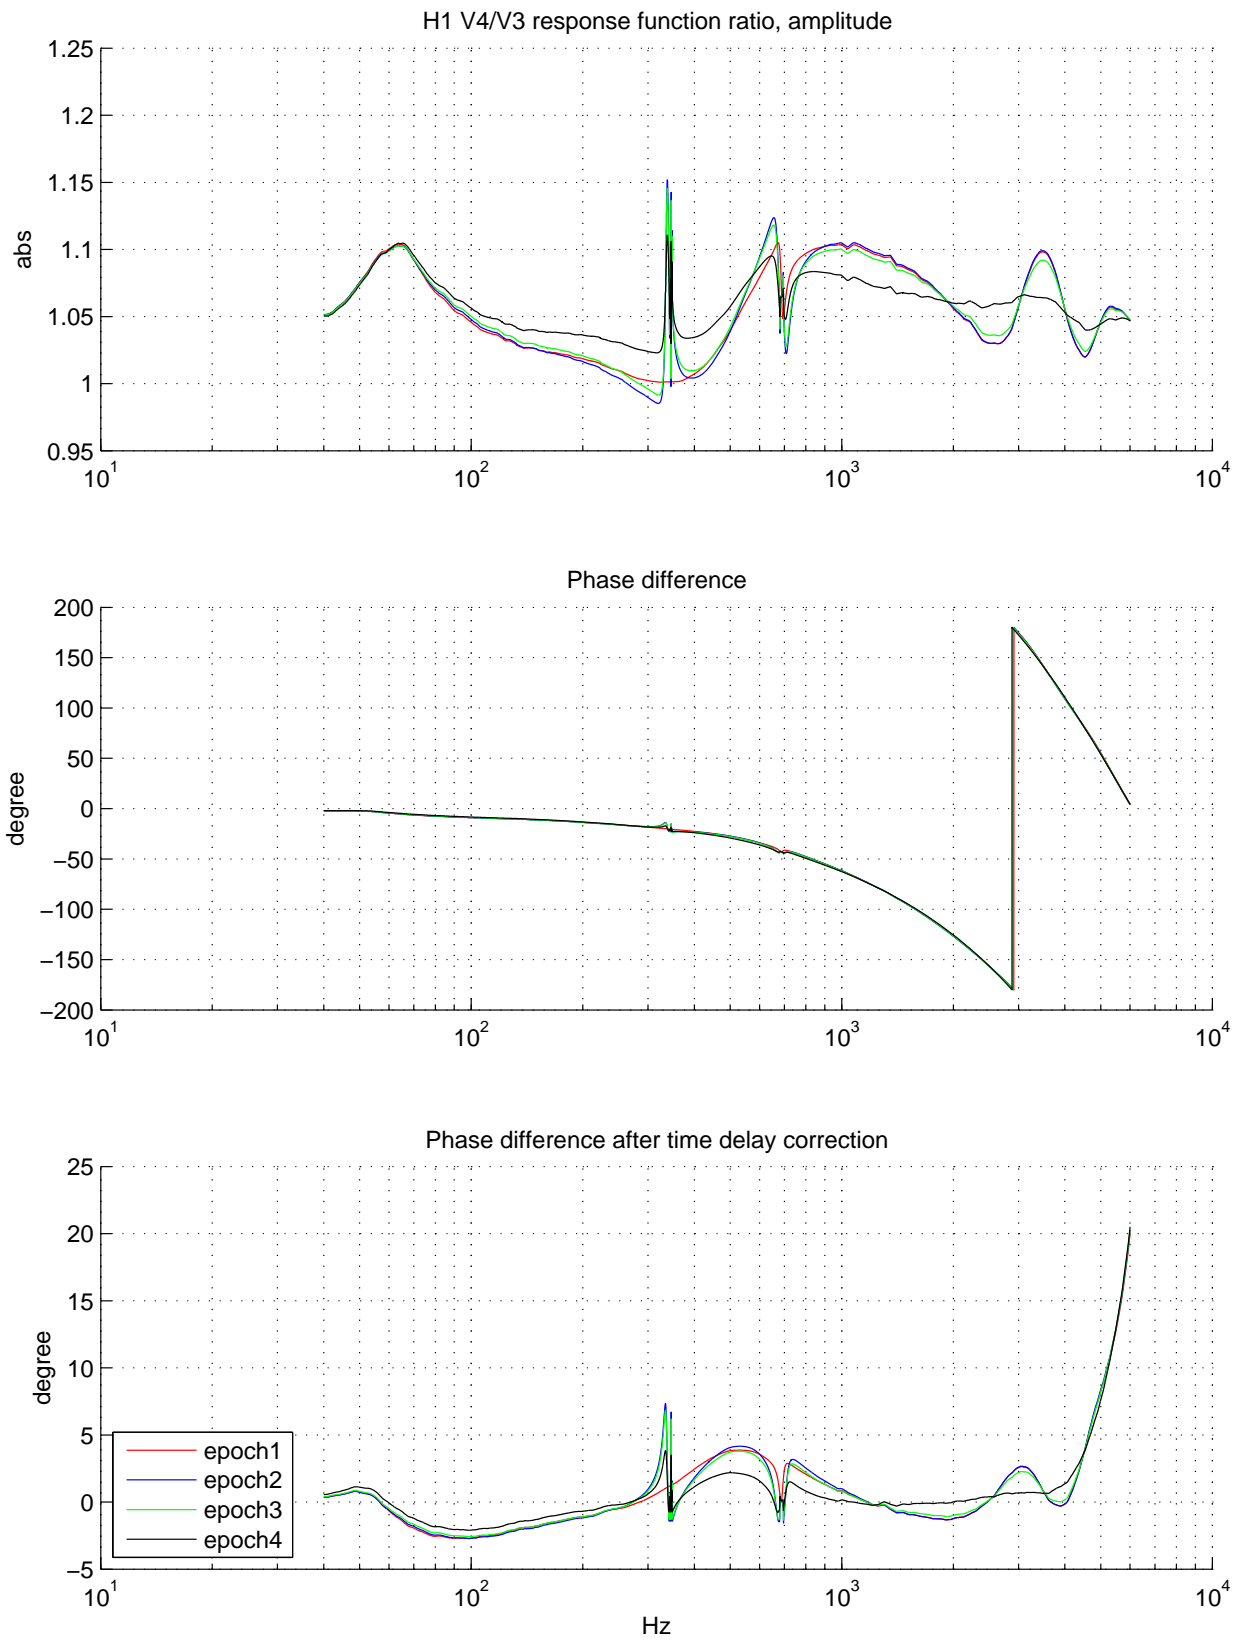 H1 V4/V3 response function ratio, amplitude
1.25
1.2
1.15
1.1
1.05
1
0.95
abs
10^1 10^2 10^3 10^4
Phase difference
200
150
100
50
0
−50
−100
−150
−200
degree
10^1 10^2 10^3 10^4
Phase difference after time delay correction
25
20
15
10
5
0
−5
degree
epoch1
epoch2
epoch3
epoch4
10^1 10^2 10^3 10^4
Hz